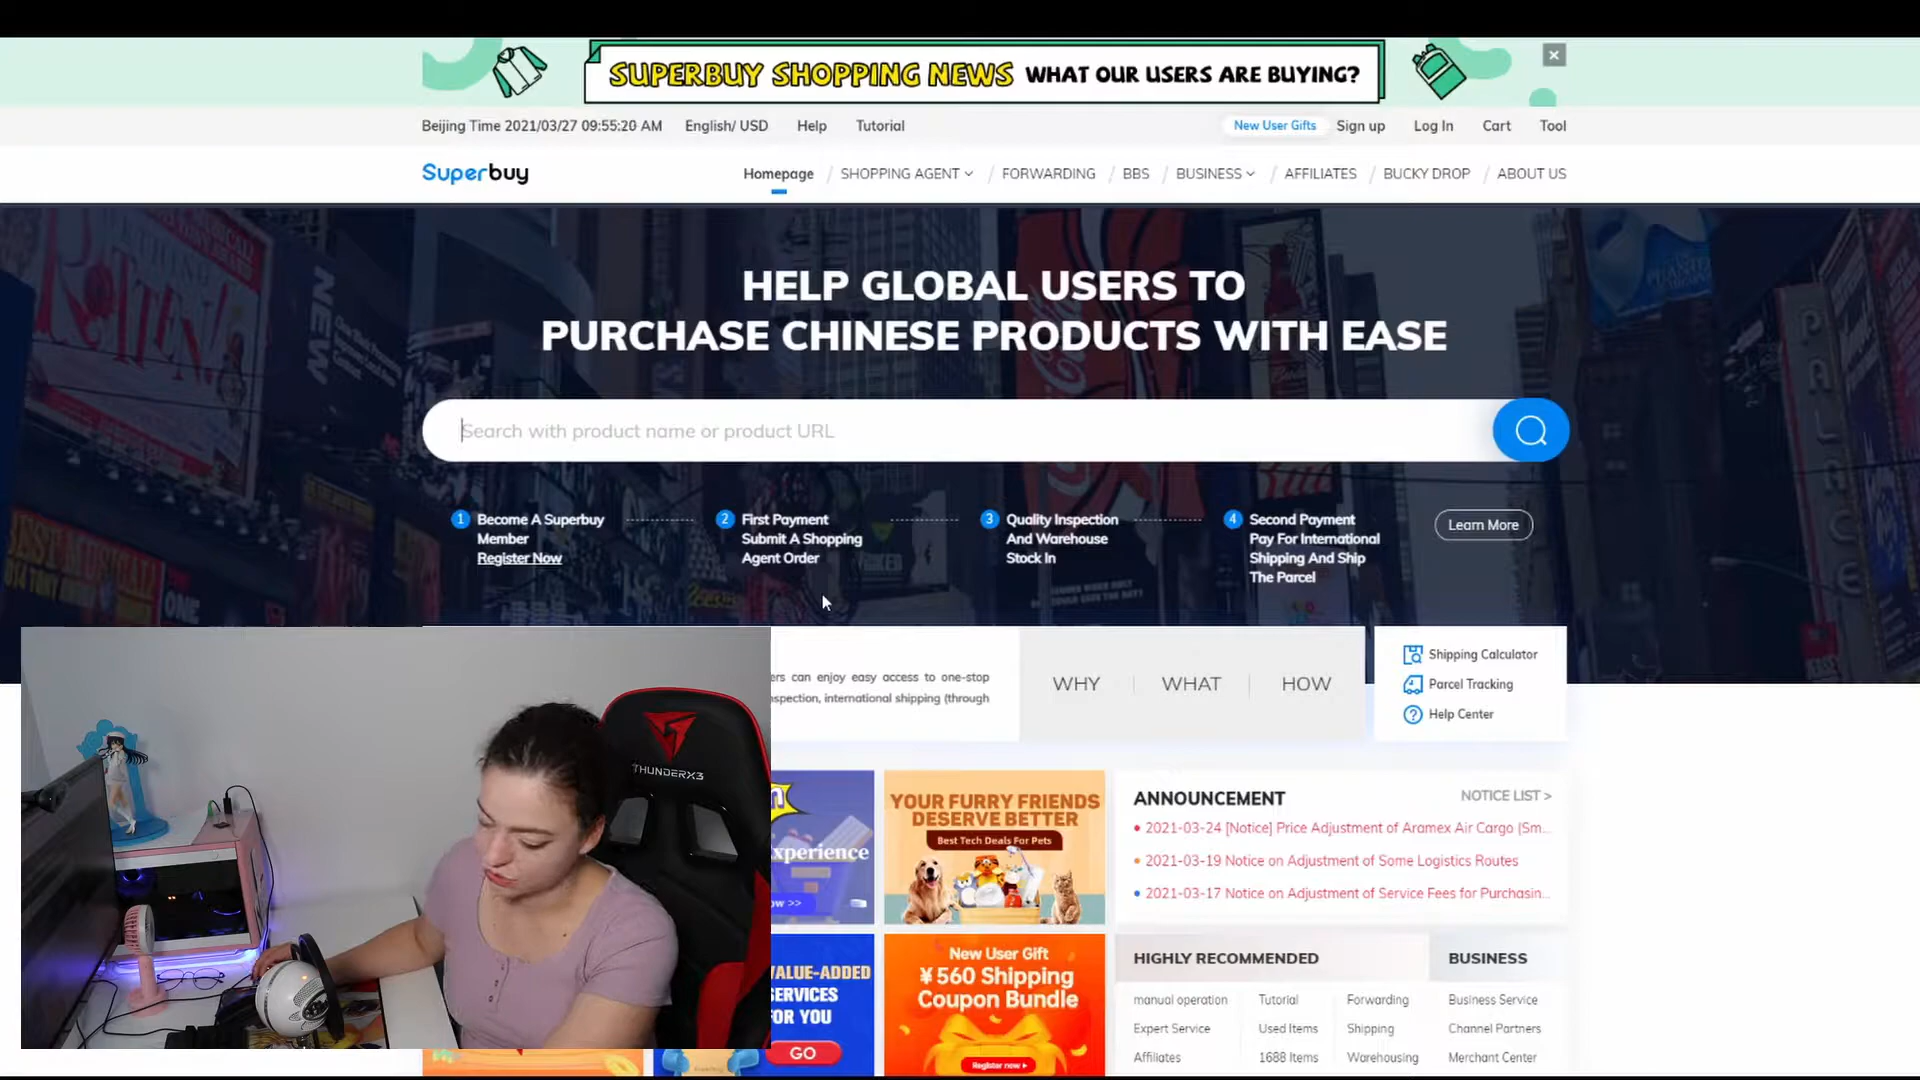 SUPERBUY SHOPPING NEWS WHAT OUR USERS ARE BUYING?
Beijing Time 2021/03/27 09:55:20 AM English/ USD Help Tutorial New User Gifts Sign up Log In Cart Tool
Superbuy Homepage / SHOPPING AGENT / FORWARDING / BBS / BUSINESS / AFFILIATES / BUCKY DROP / ABOUT US
HELP GLOBAL USERS TO
PURCHASE CHINESE PRODUCTS WITH EASE
Search with product name or product URL
1 Become A Superbuy
Member
Register Now
2 First Payment
Submit A Shopping
Agent Order
3 Quality Inspection
And Warehouse
Stock In
4 Second Payment
Pay For International
Shipping And Ship
The Parcel
Learn More
ers can enjoy easy access to one-stop
spection, international shipping (through
WHY WHAT HOW
Shipping Calculator
Parcel Tracking
Help Center
THUNDERX3
xperience
ow >>
YOUR FURRY FRIENDS
DESERVE BETTER
Best Tech Deals For Pets
ANNOUNCEMENT NOTICE LIST >
2021-03-24 [Notice] Price Adjustment of Aramex Air Cargo (Sm...
2021-03-19 Notice on Adjustment of Some Logistics Routes
2021-03-17 Notice on Adjustment of Service Fees for Purchasin...
VALUE-ADDED
SERVICES
FOR YOU
GO
New User Gift
¥560 Shipping
Coupon Bundle
Register now
HIGHLY RECOMMENDED BUSINESS
manual operation Tutorial Forwarding Business Service
Expert Service Used Items Shipping Channel Partners
Affiliates 1688 Items Warehousing Merchant Center